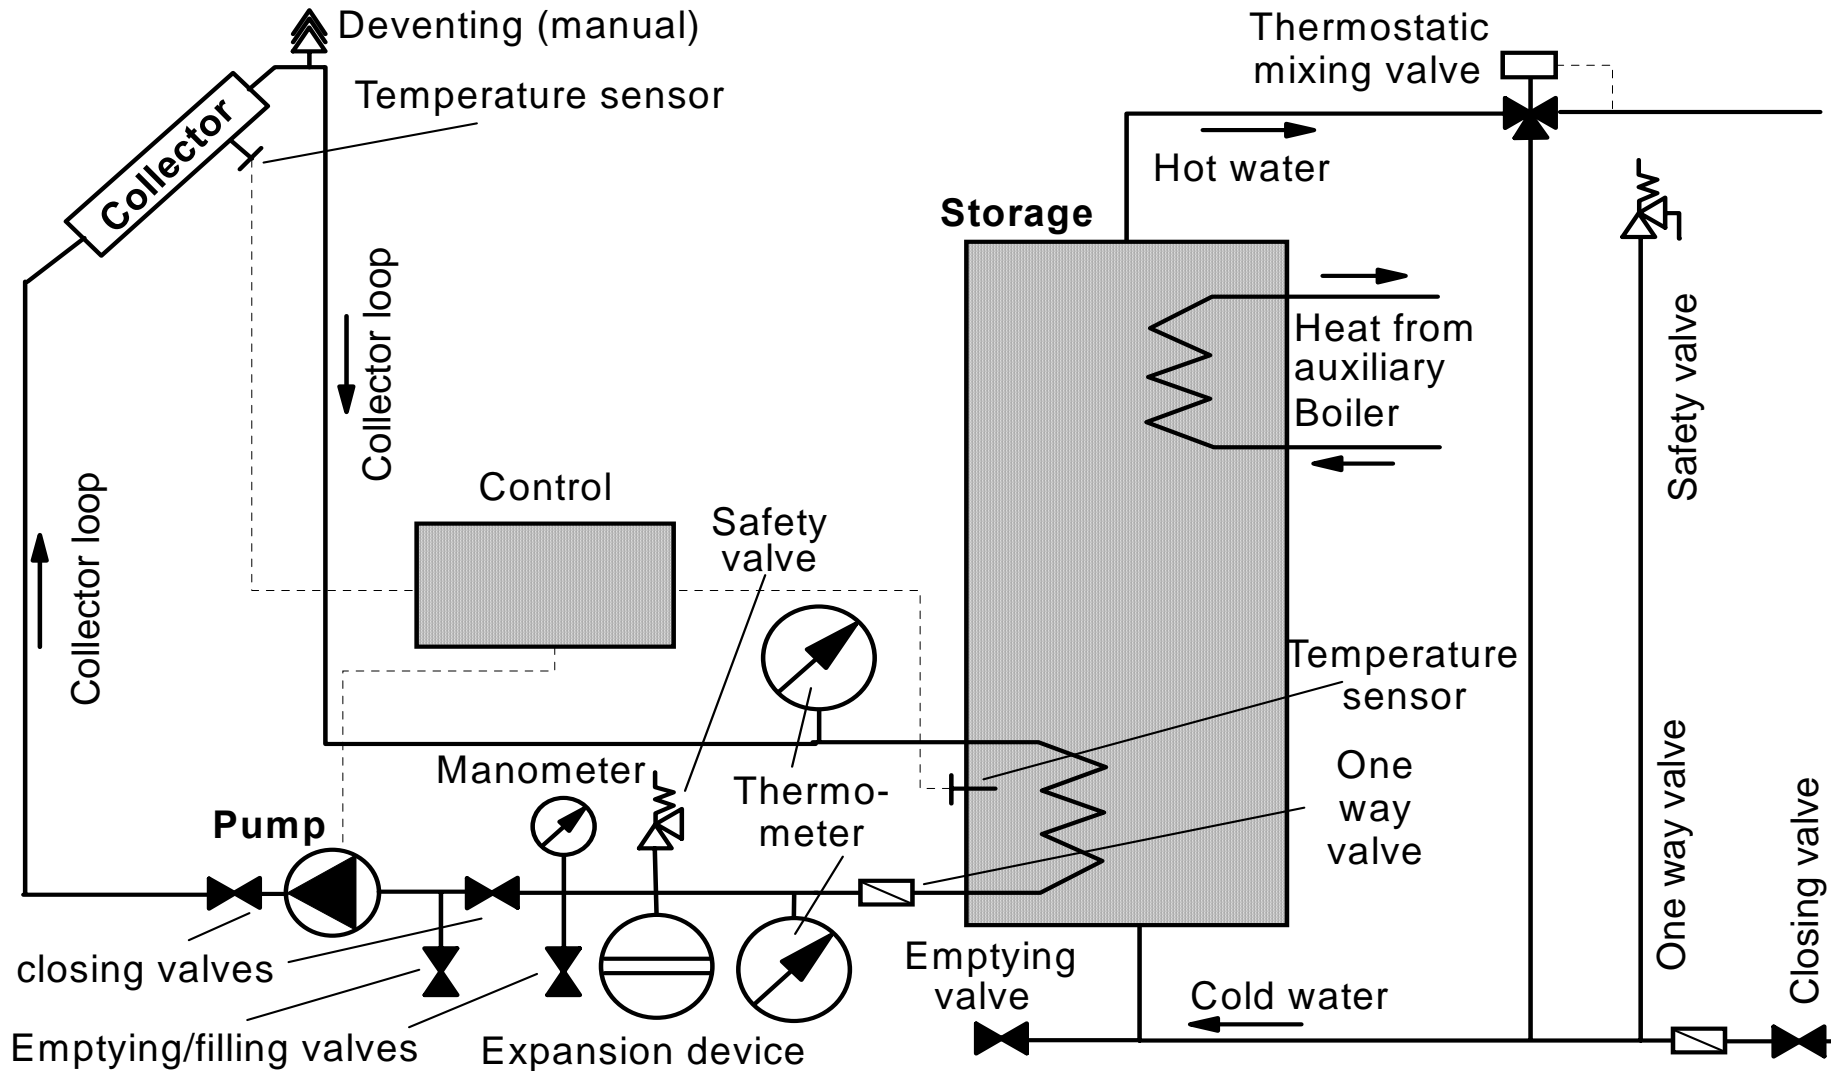 Deventing (manual)
Temperature sensor
Collector
Collector loop
Collector loop
Thermostatic
mixing valve
Hot water
Storage
Heat from
auxiliary
Boiler
Safety valve
Control
Safety
valve
Temperature
sensor
Manometer
Thermo-
meter
One
way
valve
Pump
One way valve
Closing valve
closing valves
Emptying
valve
Cold water
Emptying/filling valves
Expansion device